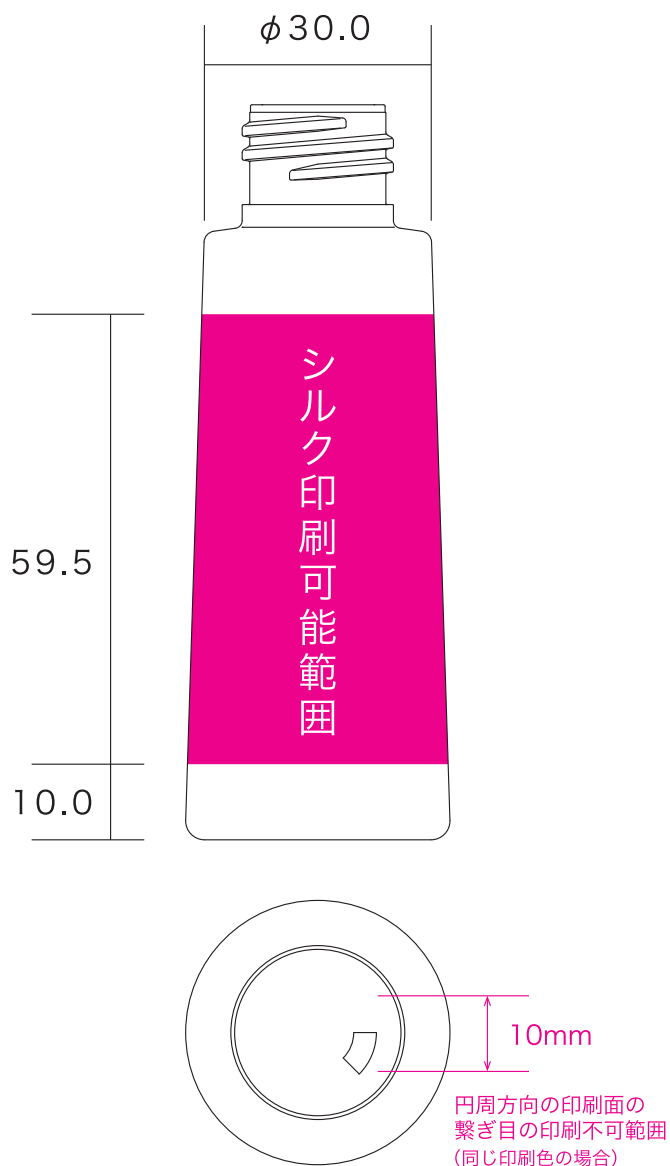 φ30.0
シルク印刷可能範囲
59.5
10.0
10mm
円周方向の印刷面の
繋ぎ目の印刷不可範囲
(同じ印刷色の場合)